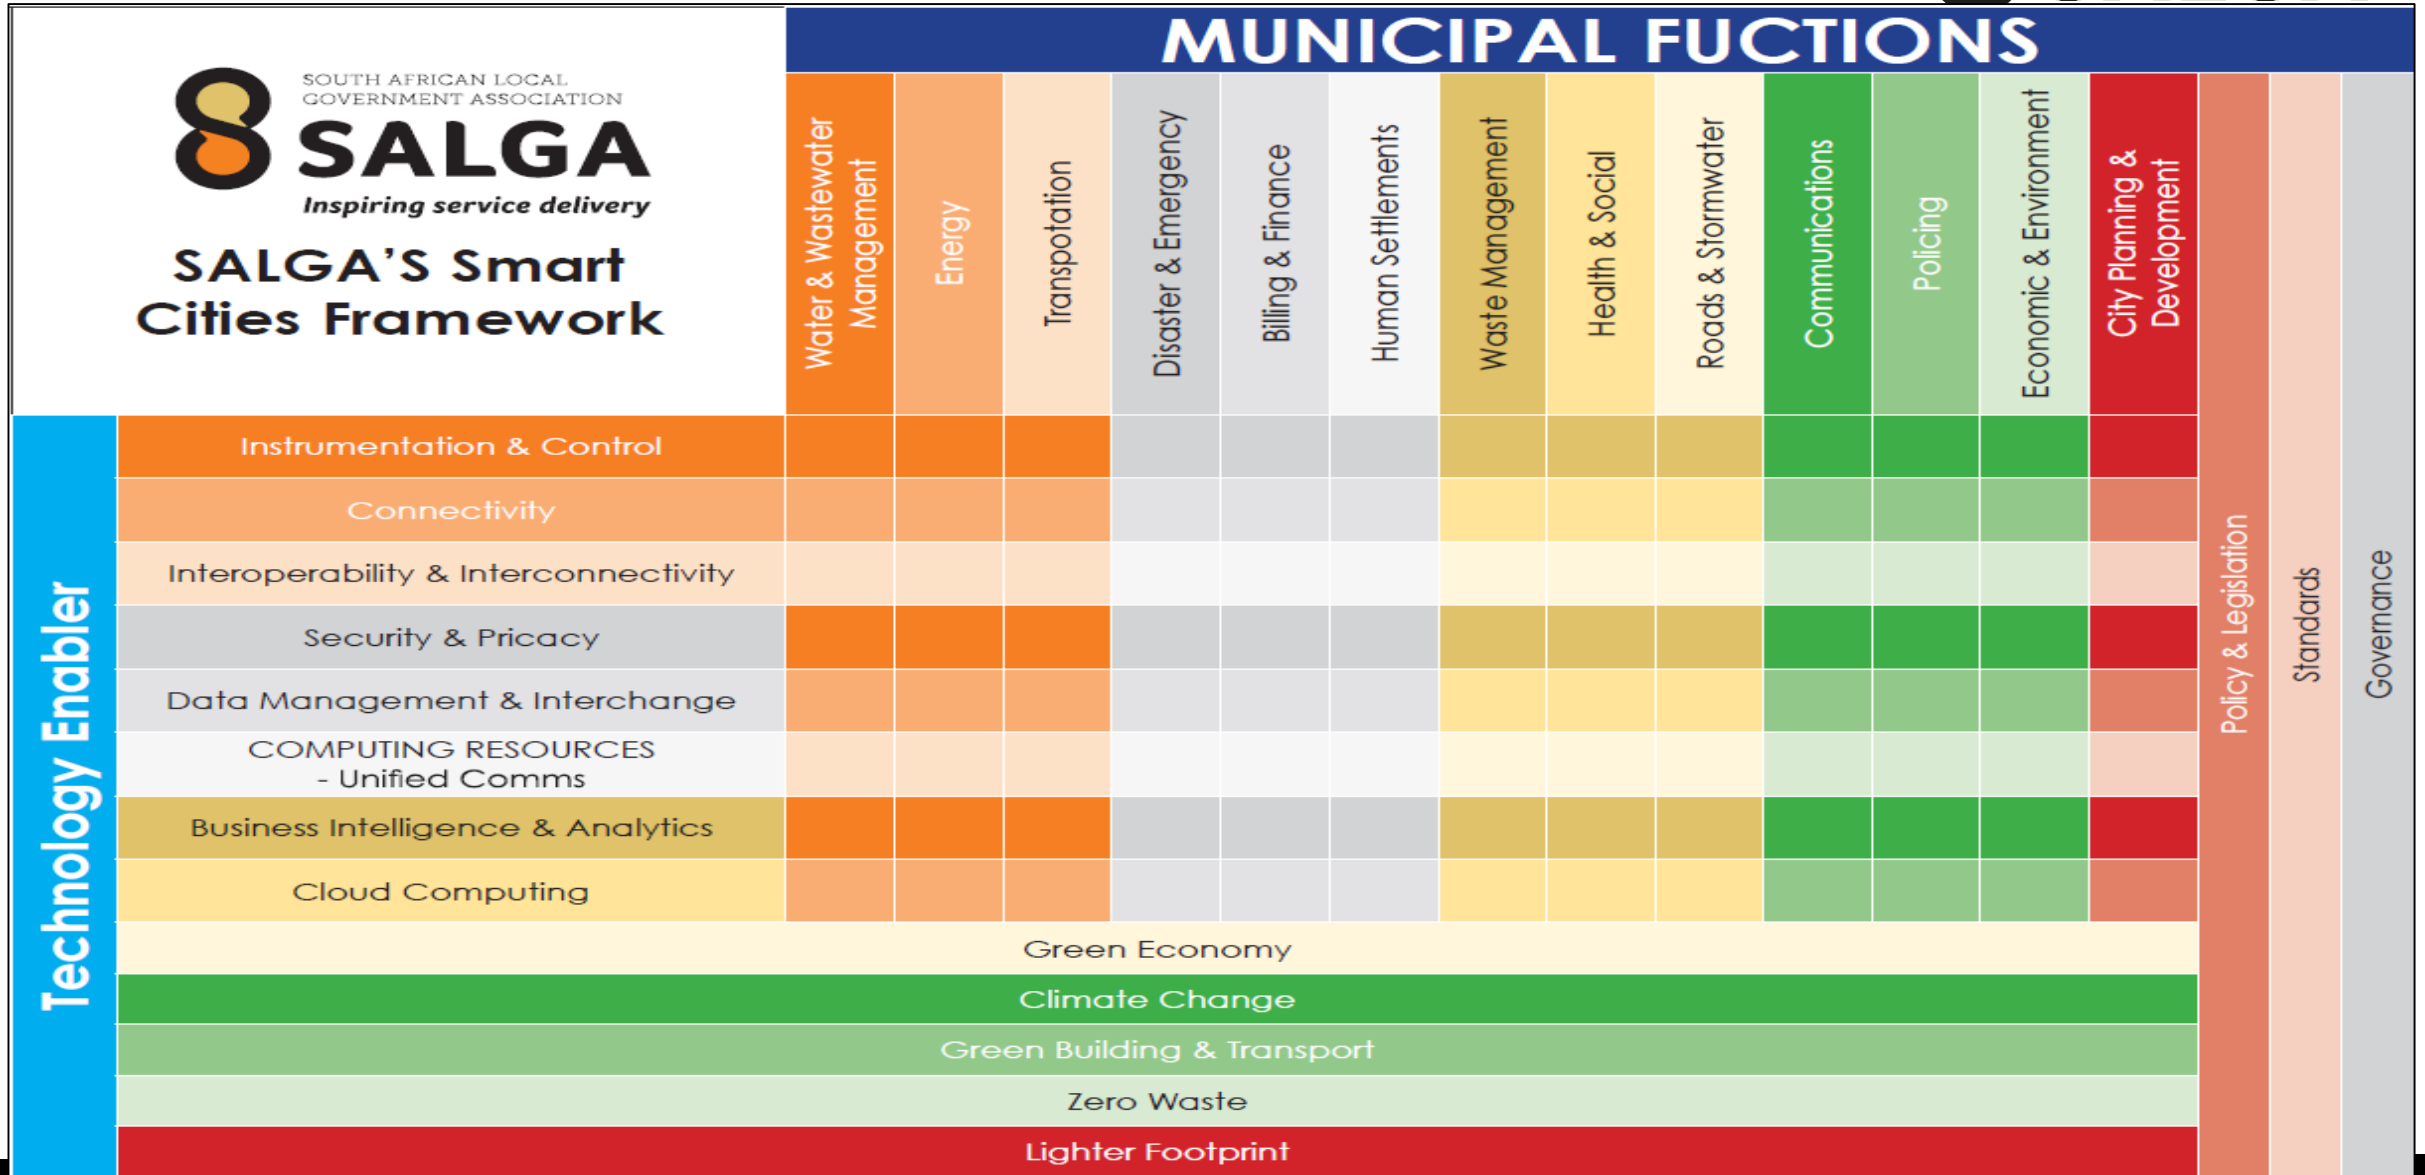 MUNICIPAL FUCTIONS
SOUTH AFRICAN LOCAL
GOVERNMENT ASSOCIATION
SALGA
Inspiring service delivery
SALGA'S Smart
Cities Framework
Water & Wastewater
Management
Energy
Transpotation
Disaster & Emergency
Billing & Finance
Human Settlements
Waste Management
Health & Social
Roads & Stormwater
Communications
Policing
Economic & Environment
City Planning &
Development
Policy & Legislation
Standards
Governance
Technology Enabler
Instrumentation & Control
Connectivity
Interoperability & Interconnectivity
Security & Pricacy
Data Management & Interchange
COMPUTING RESOURCES
- Unified Comms
Business Intelligence & Analytics
Cloud Computing
Green Economy
Climate Change
Green Building & Transport
Zero Waste
Lighter Footprint